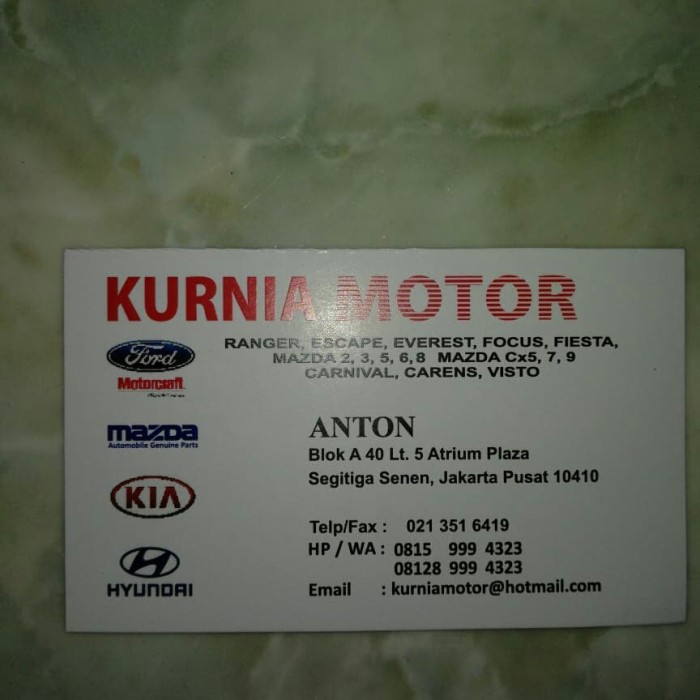 KURNIA MOTOR
RANGER, ESCAPE, EVEREST, FOCUS, FIESTA,
MAZDA 2, 3, 5, 6,8 MAZDA Cx5, 7, 9
CARNIVAL, CARENS, VISTO
Ford
Motorcraft
mazda
Automobile Genuine Parts
KIA
HYUNDAI
ANTON
Blok A 40 Lt. 5 Atrium Plaza
Segitiga Senen, Jakarta Pusat 10410
Telp/Fax : 021 351 6419
HP / WA : 0815 999 4323
08128 999 4323
Email : kurniamotor@hotmail.com